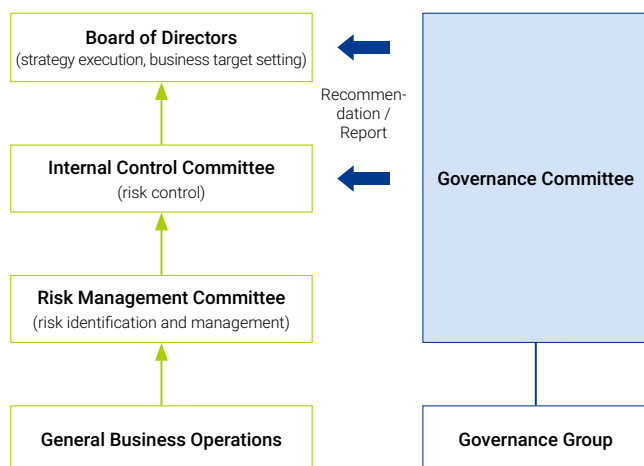 Board of Directors
(strategy execution, business target setting)
Recommen-
dation /
Report
Internal Control Committee
(risk control)
Governance Committee
Risk Management Committee
(risk identification and management)
General Business Operations
Governance Group